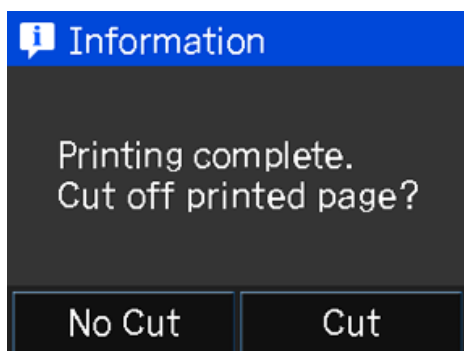 Information
Printing complete.
Cut off printed page?
No Cut
Cut